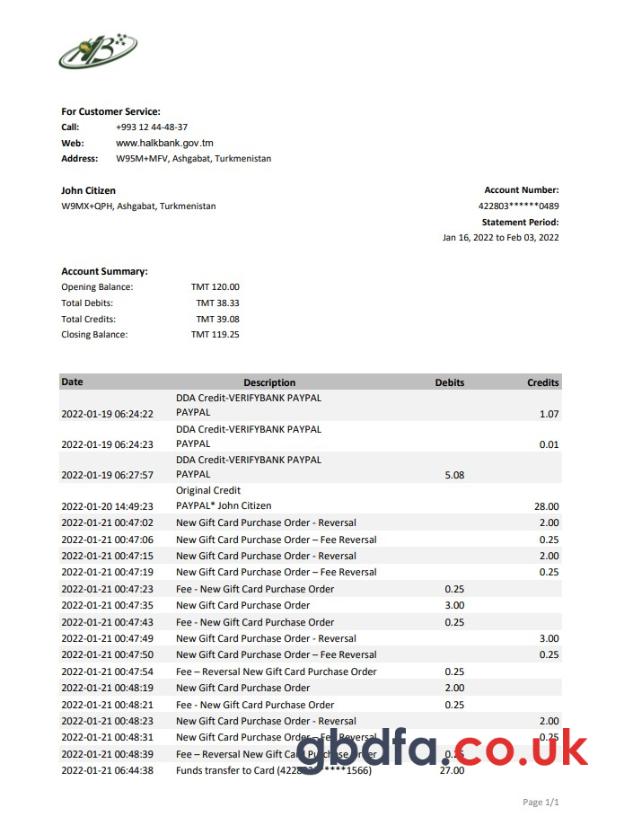 HB
For Customer Service:
Call: +993 12 44-48-37
Web: www.halkbank.gov.tm
Address: W95M+MFV, Ashgabat, Turkmenistan
John Citizen
W9MX+QPH, Ashgabat, Turkmenistan
Account Number:
422803******0489
Statement Period:
Jan 16, 2022 to Feb 03, 2022
Account Summary:
Opening Balance: TMT 120.00
Total Debits: TMT 38.33
Total Credits: TMT 39.08
Closing Balance: TMT 119.25
Date Description Debits Credits
DDA Credit-VERIFYBANK PAYPAL
2022-01-19 06:24:22 PAYPAL 1.07
DDA Credit-VERIFYBANK PAYPAL
2022-01-19 06:24:23 PAYPAL 0.01
DDA Credit-VERIFYBANK PAYPAL
2022-01-19 06:27:57 PAYPAL 5.08
Original Credit
2022-01-20 14:49:23 PAYPAL* John Citizen 28.00
2022-01-21 00:47:02 New Gift Card Purchase Order - Reversal 2.00
2022-01-21 00:47:06 New Gift Card Purchase Order – Fee Reversal 0.25
2022-01-21 00:47:15 New Gift Card Purchase Order - Reversal 2.00
2022-01-21 00:47:19 New Gift Card Purchase Order – Fee Reversal 0.25
2022-01-21 00:47:23 Fee - New Gift Card Purchase Order 0.25
2022-01-21 00:47:35 New Gift Card Purchase Order 3.00
2022-01-21 00:47:43 Fee - New Gift Card Purchase Order 0.25
2022-01-21 00:47:49 New Gift Card Purchase Order - Reversal 3.00
2022-01-21 00:47:50 New Gift Card Purchase Order – Fee Reversal 0.25
2022-01-21 00:47:54 Fee – Reversal New Gift Card Purchase Order 0.25
2022-01-21 00:48:19 New Gift Card Purchase Order 2.00
2022-01-21 00:48:21 Fee - New Gift Card Purchase Order 0.25
2022-01-21 00:48:23 New Gift Card Purchase Order - Reversal 2.00
2022-01-21 00:48:31 New Gift Card Purchase Order – Fee Reversal 0.25
2022-01-21 00:48:39 Fee – Reversal New Gift Card Purchase Order 0.25
2022-01-21 06:44:38 Funds transfer to Card (4228 *****1566) 27.00
gbdfa.co.uk
Page 1/1